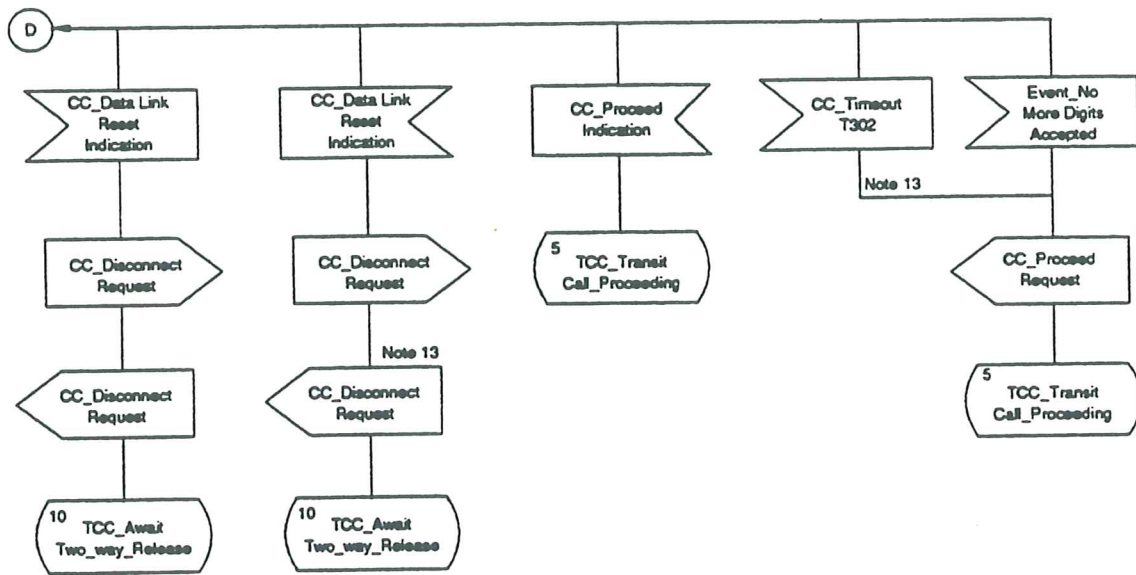 D
CC_Data Link
Reset
Indication
CC_Data Link
Reset
Indication
CC_Proceed
Indication
CC_Timeout
T302
Event_No
More Digits
Accepted
Note 13
CC_Disconnect
Request
CC_Disconnect
Request
5
TCC_Transit
Call_Proceeding
CC_Proceed
Request
Note 13
CC_Disconnect
Request
CC_Disconnect
Request
5
TCC_Transit
Call_Proceeding
10
TCC_Await
Two_way_Release
10
TCC_Await
Two_way_Release